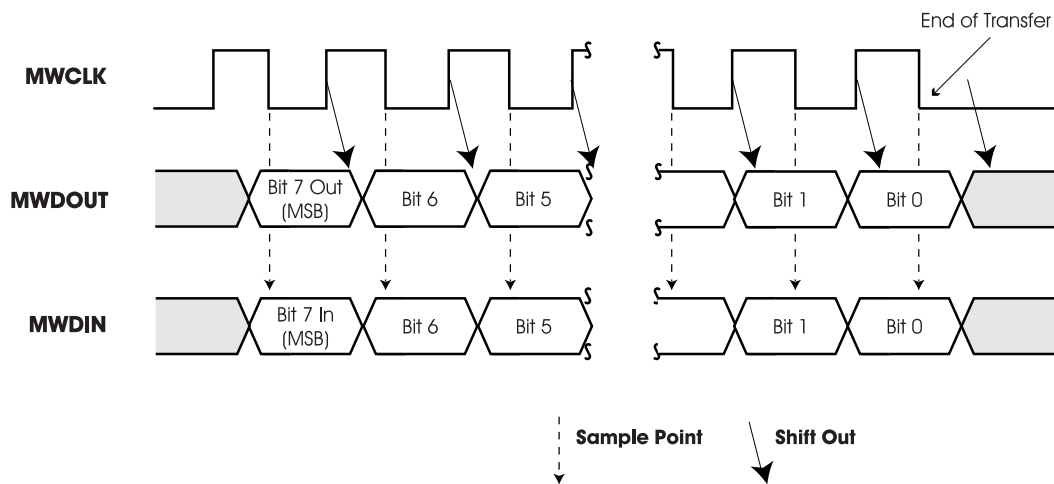 End of Transfer
MWCLK
MWDOUT
Bit 7 Out
(MSB)
Bit 6
Bit 5
Bit 1
Bit 0
MWDIN
Bit 7 In
(MSB)
Bit 6
Bit 5
Bit 1
Bit 0
Sample Point
Shift Out